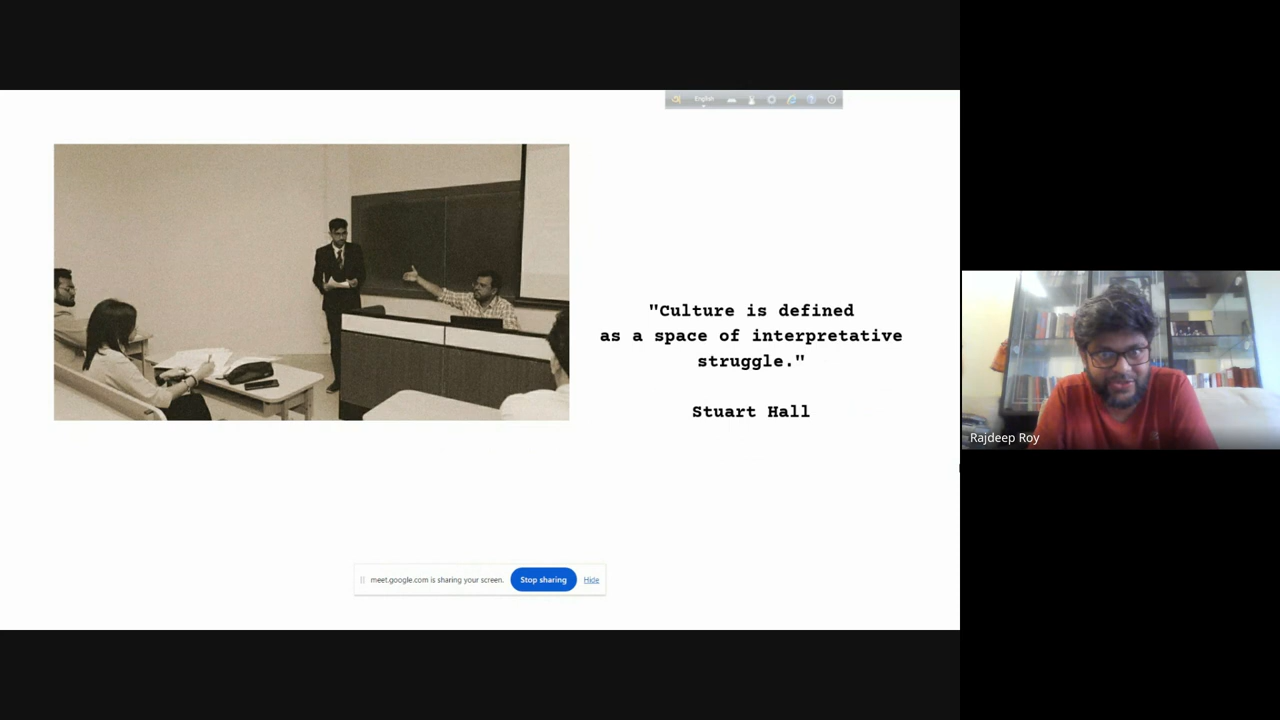 English
"Culture is defined
as a space of interpretative
struggle."
Stuart Hall
meet.google.com is sharing your screen. Stop sharing Hide
Rajdeep Roy